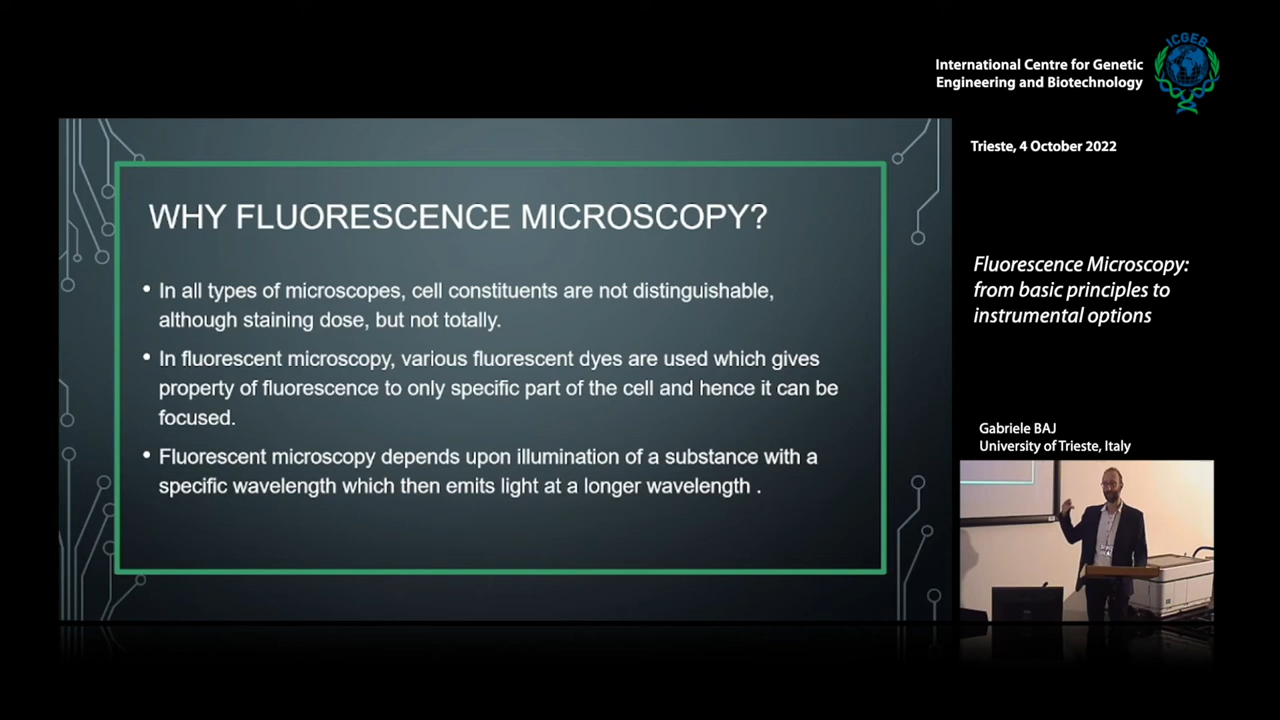 ICGEB
International Centre for Genetic
Engineering and Biotechnology
Trieste, 4 October 2022
WHY FLUORESCENCE MICROSCOPY?
• In all types of microscopes, cell constituents are not distinguishable,
although staining dose, but not totally.
• In fluorescent microscopy, various fluorescent dyes are used which gives
property of fluorescence to only specific part of the cell and hence it can be
focused.
• Fluorescent microscopy depends upon illumination of a substance with a
specific wavelength which then emits light at a longer wavelength .
Fluorescence Microscopy:
from basic principles to
instrumental options
Gabriele BAJ
University of Trieste, Italy